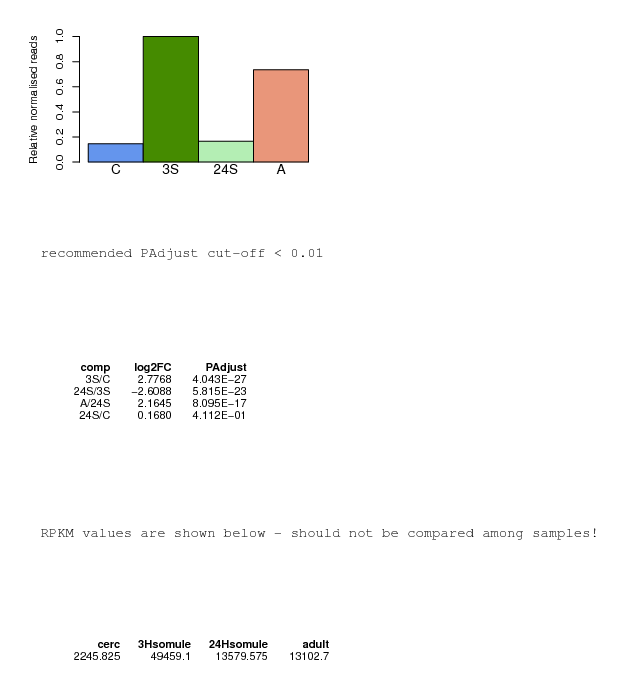 Relative normalised reads
1.0
0.8
0.6
0.4
0.2
0.0
C 3S 24S A
recommended PAdjust cut-off < 0.01
comp log2FC PAdjust
3S/C 2.7768 4.043E−27
24S/3S −2.6088 5.815E−23
A/24S 2.1645 8.095E−17
24S/C 0.1680 4.112E−01
RPKM values are shown below - should not be compared among samples!
cerc 3Hsomule 24Hsomule adult
2245.825 49459.1 13579.575 13102.7